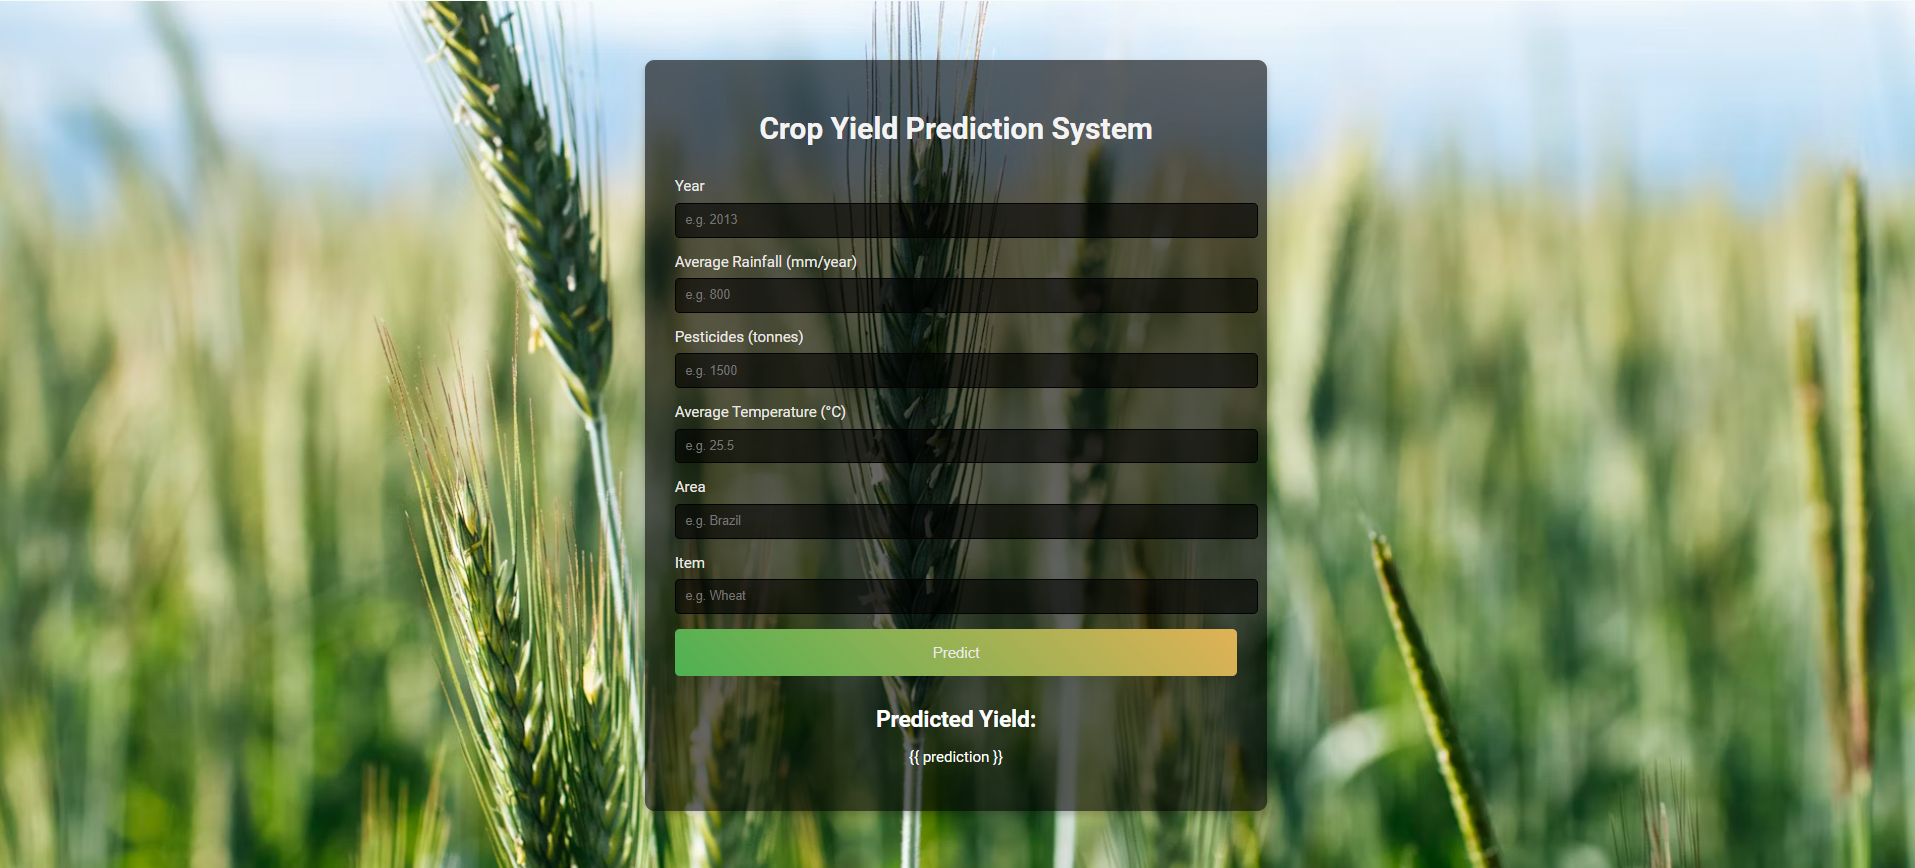 Crop Yield Prediction System
Year
e.g. 2013
Average Rainfall (mm/year)
e.g. 800
Pesticides (tonnes)
e.g. 1500
Average Temperature (°C)
e.g. 25.5
Area
e.g. Brazil
Item
e.g. Wheat
Predict
Predicted Yield:
{{ prediction }}